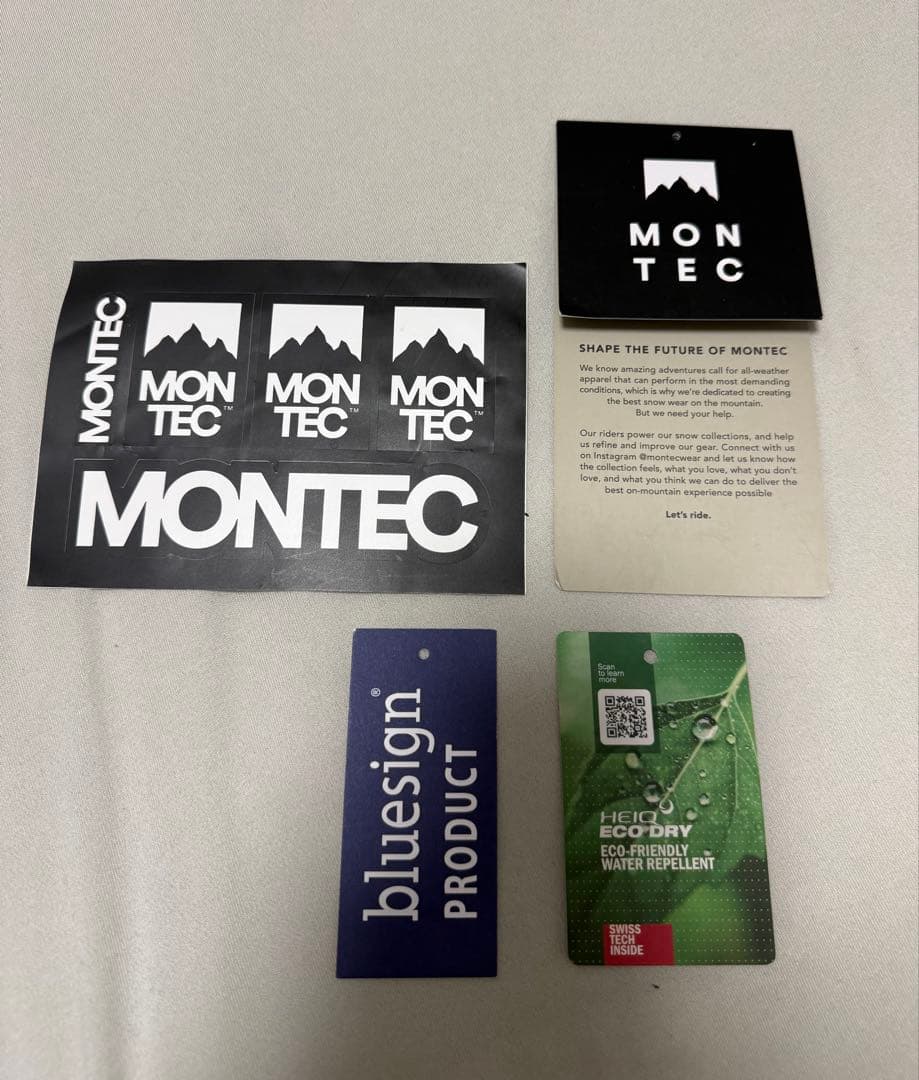 MON
TEC
MONTEC
MON
TEC™
MON
TEC™
MON
TEC™
MONTEC
SHAPE THE FUTURE OF MONTEC
We know amazing adventures call for all-weather
apparel that can perform in the most demanding
conditions, which is why we're dedicated to creating
the best snow wear on the mountain.
But we need your help.
Our riders power our snow collections, and help
us refine and improve our gear. Connect with us
on Instagram @montecwear and let us know how
the collection feels, what you love, what you don't
love, and what you think we can do to deliver the
best on-mountain experience possible
Let's ride.
bluesign®
PRODUCT
Scan
to learn
more
HEIQ
ECO DRY
ECO-FRIENDLY
WATER REPELLENT
SWISS
TECH
INSIDE